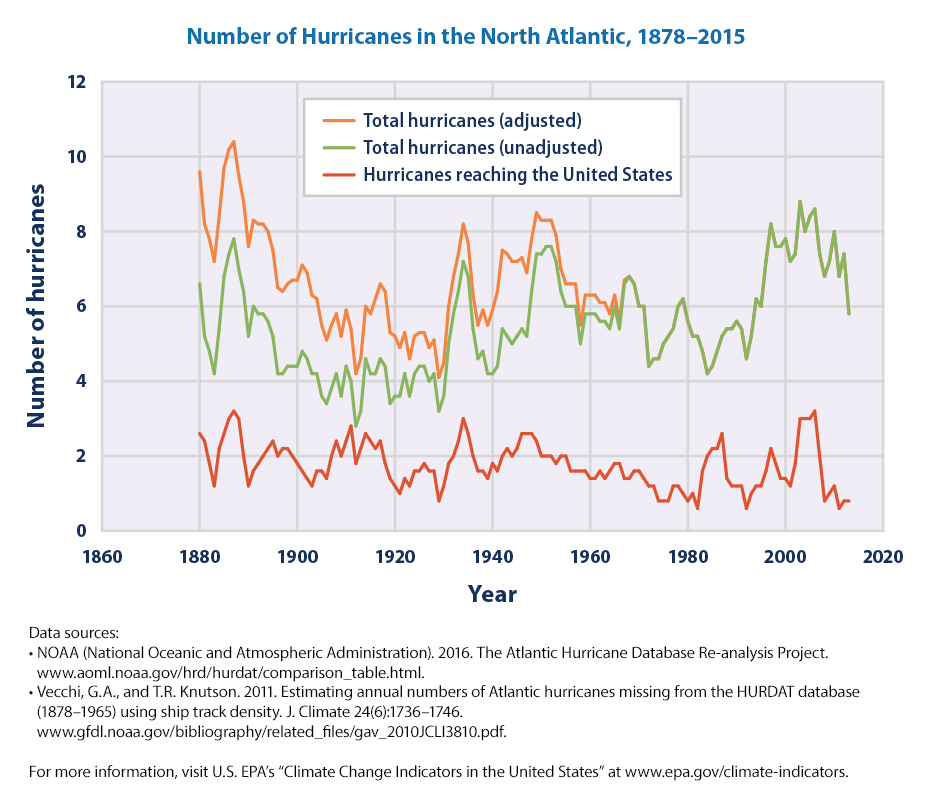 Number of Hurricanes in the North Atlantic, 1878–2015
12
10
8
6
4
2
0
Number of hurricanes
Total hurricanes (adjusted)
Total hurricanes (unadjusted)
Hurricanes reaching the United States
1860 1880 1900 1920 1940 1960 1980 2000 2020
Year
Data sources:
• NOAA (National Oceanic and Atmospheric Administration). 2016. The Atlantic Hurricane Database Re-analysis Project.
www.aoml.noaa.gov/hrd/hurdat/comparison_table.html.
• Vecchi, G.A., and T.R. Knutson. 2011. Estimating annual numbers of Atlantic hurricanes missing from the HURDAT database
(1878–1965) using ship track density. J. Climate 24(6):1736–1746.
www.gfdl.noaa.gov/bibliography/related_files/gav_2010JCLI3810.pdf.
For more information, visit U.S. EPA’s “Climate Change Indicators in the United States” at www.epa.gov/climate-indicators.